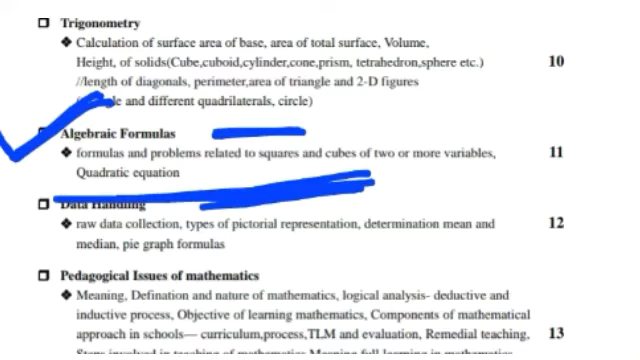 ❒ Trigonometry
❖ Calculation of surface area of base, area of total surface, Volume,
Height, of solids(Cube,cuboid,cylinder,cone,prism, tetrahedron,sphere etc.) 10
//length of diagonals, perimeter,area of triangle and 2-D figures
and different quadrilaterals, circle)
Algebraic Formulas
❖ formulas and problems related to squares and cubes of two or more variables, 11
Quadratic equation
❒ Data Handling
❖ raw data collection, types of pictorial representation, determination mean and 12
median, pie graph formulas
❒ Pedagogical Issues of mathematics
❖ Meaning, Defination and nature of mathematics, logical analysis- deductive and
inductive process, Objective of learning mathematics, Components of mathematical
approach in schools— curriculum,process,TLM and evaluation, Remedial teaching, 13